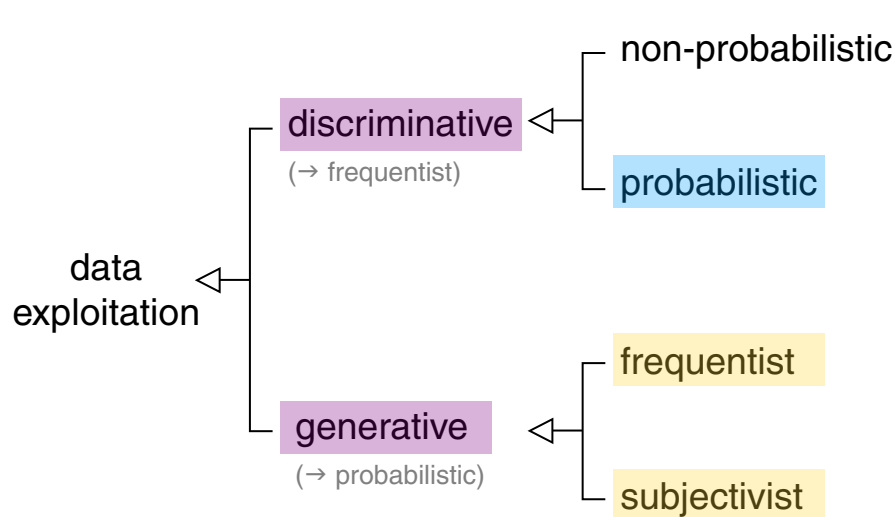 non-probabilistic
discriminative
(→ frequentist)
probabilistic
data
exploitation
frequentist
generative
(→ probabilistic)
subjectivist